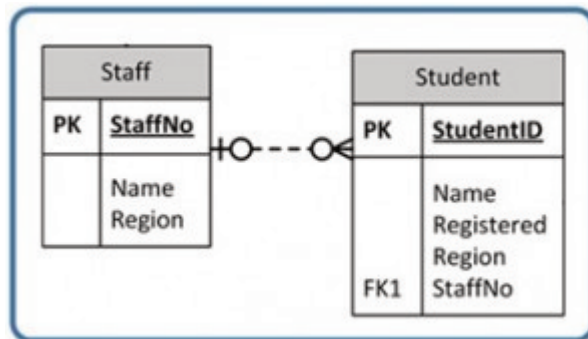 Staff
PK StaffNo
Name
Region
Student
PK StudentID
Name
Registered
Region
FK1 StaffNo